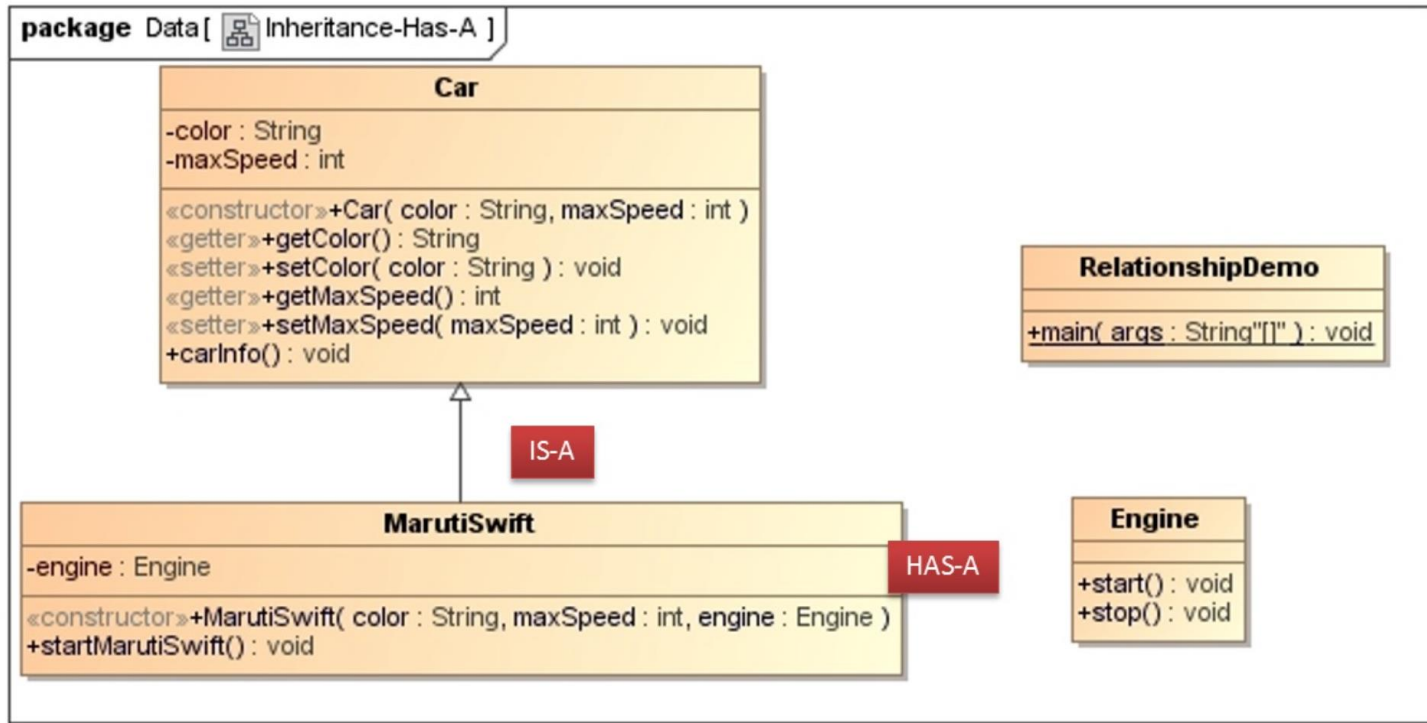 package Data[ Inheritance-Has-A ]
Car
-color : String
-maxSpeed : int
«constructor»+Car( color : String, maxSpeed : int )
«getter»+getColor() : String
«setter»+setColor( color : String ) : void
«getter»+getMaxSpeed() : int
«setter»+setMaxSpeed( maxSpeed : int ) : void
+carInfo() : void
RelationshipDemo
+main( args : String"[]" ) : void
IS-A
MarutiSwift
-engine : Engine
«constructor»+MarutiSwift( color : String, maxSpeed : int, engine : Engine )
+startMarutiSwift() : void
HAS-A
Engine
+start() : void
+stop() : void